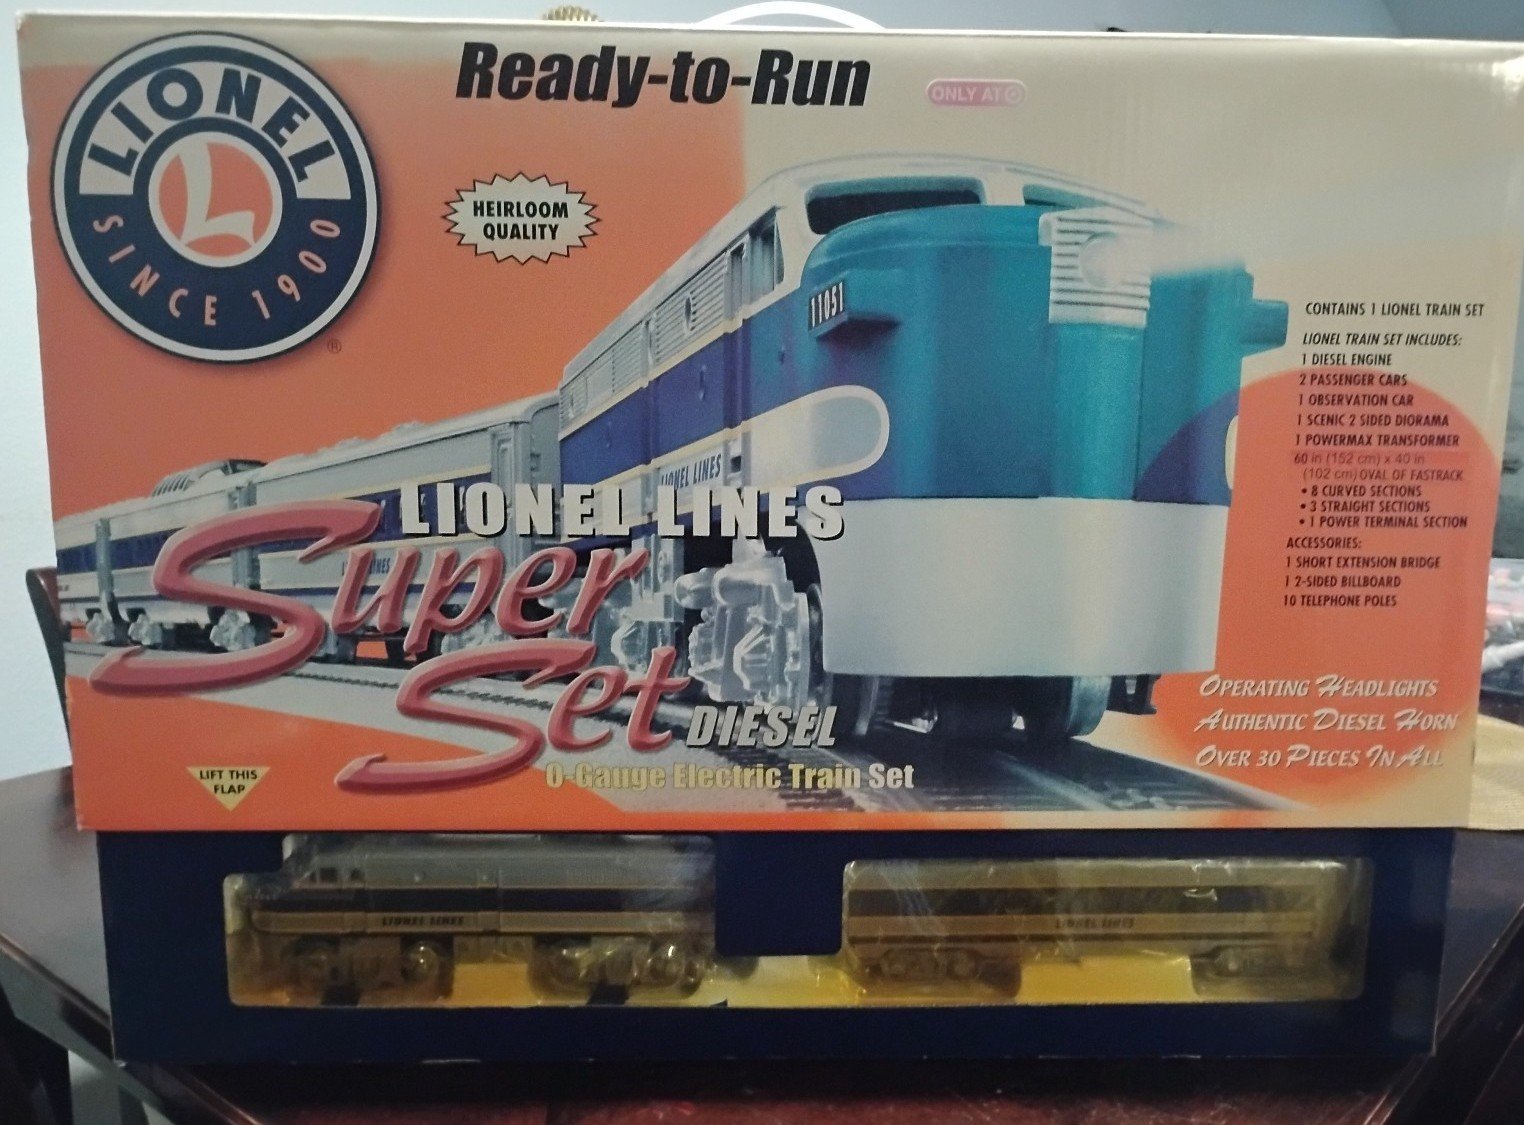 LIONEL
L
SINCE 1900
®
Ready-to-Run
ONLY AT
HEIRLOOM
QUALITY
11051
LIONEL LINES
LIONEL LINES
Super
Set
DIESEL
O-Gauge Electric Train Set
LIFT THIS
FLAP
CONTAINS 1 LIONEL TRAIN SET
LIONEL TRAIN SET INCLUDES:
1 DIESEL ENGINE
2 PASSENGER CARS
1 OBSERVATION CAR
1 SCENIC 2 SIDED DIORAMA
1 POWERMAX TRANSFORMER
60 in (152 cm) x 40 in
(102 cm) OVAL OF FASTRACK
• 8 CURVED SECTIONS
• 3 STRAIGHT SECTIONS
• 1 POWER TERMINAL SECTION
ACCESSORIES:
1 SHORT EXTENSION BRIDGE
1 2-SIDED BILLBOARD
10 TELEPHONE POLES
OPERATING HEADLIGHTS
AUTHENTIC DIESEL HORN
OVER 30 PIECES IN ALL
LIONEL LINES
LIONEL LINES